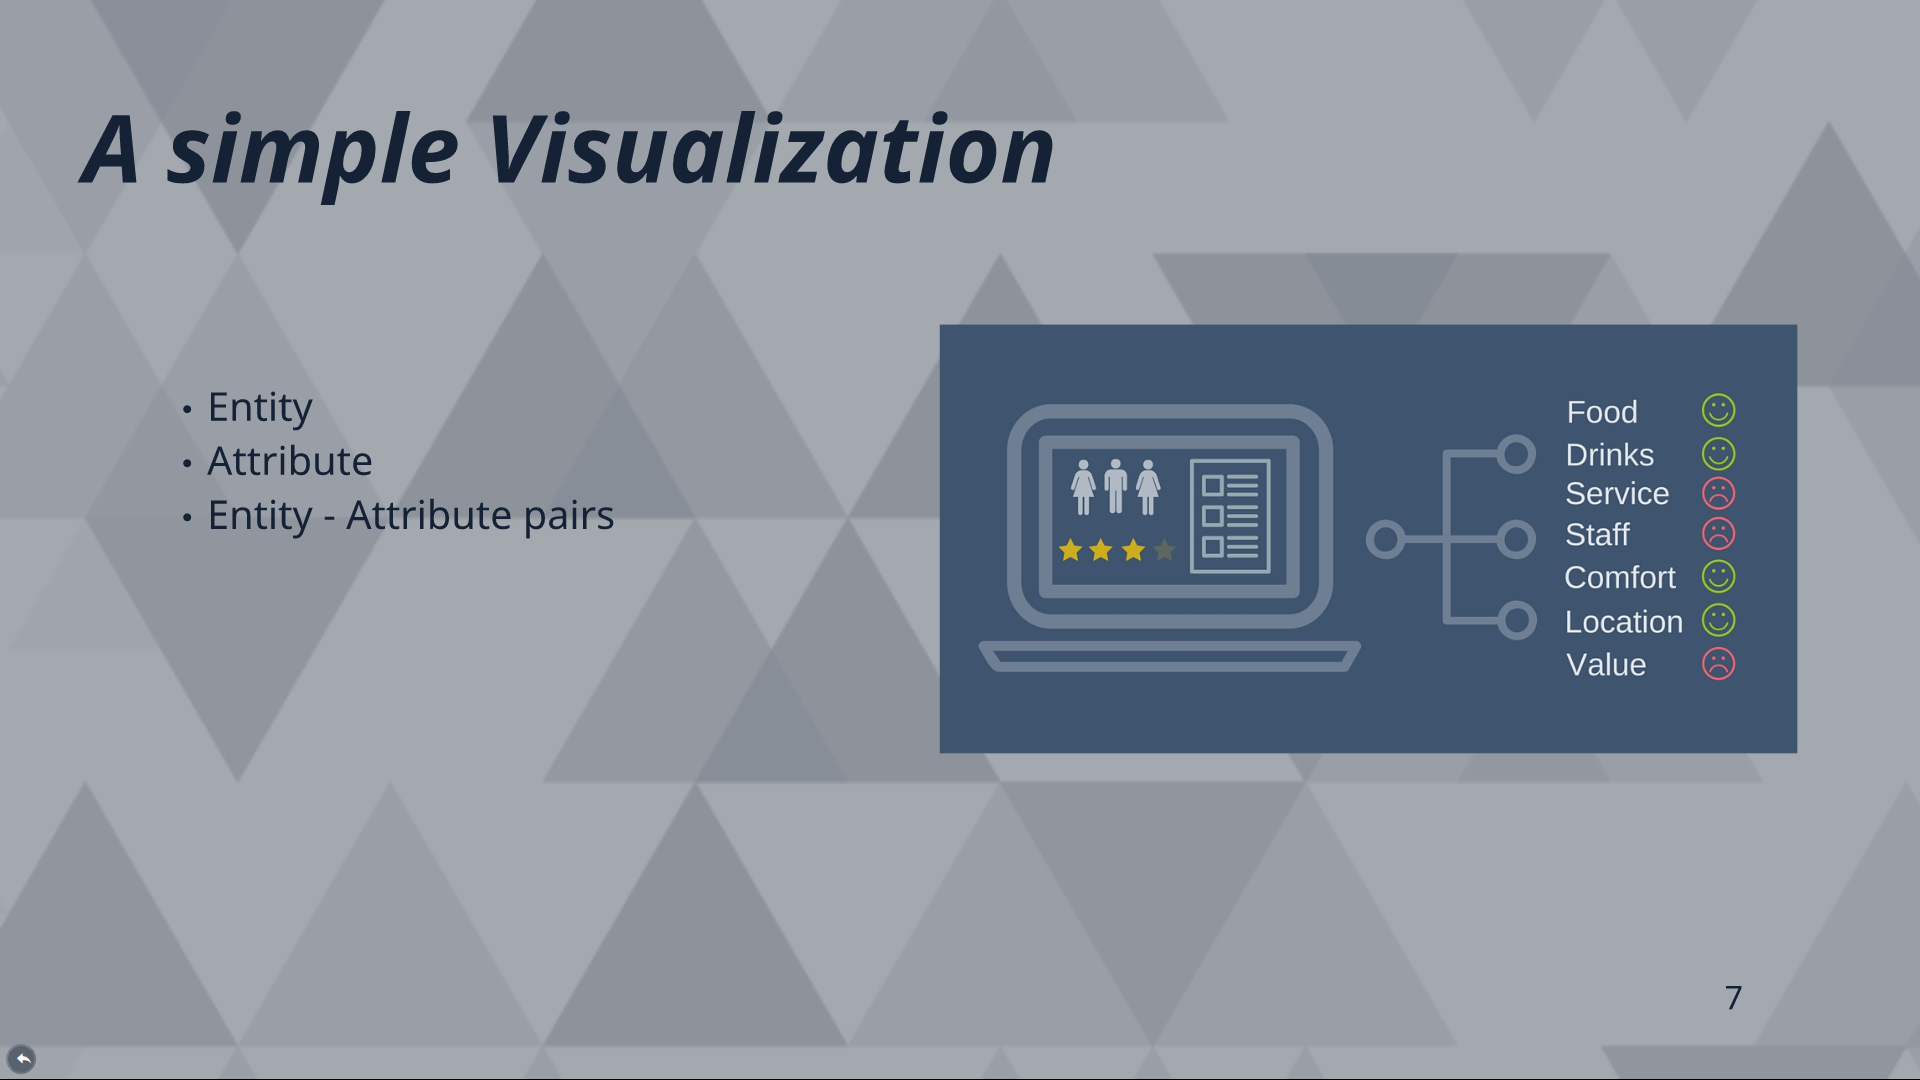 A simple Visualization
• Entity
• Attribute
• Entity - Attribute pairs
Food
Drinks
Service
Staff
Comfort
Location
Value
7